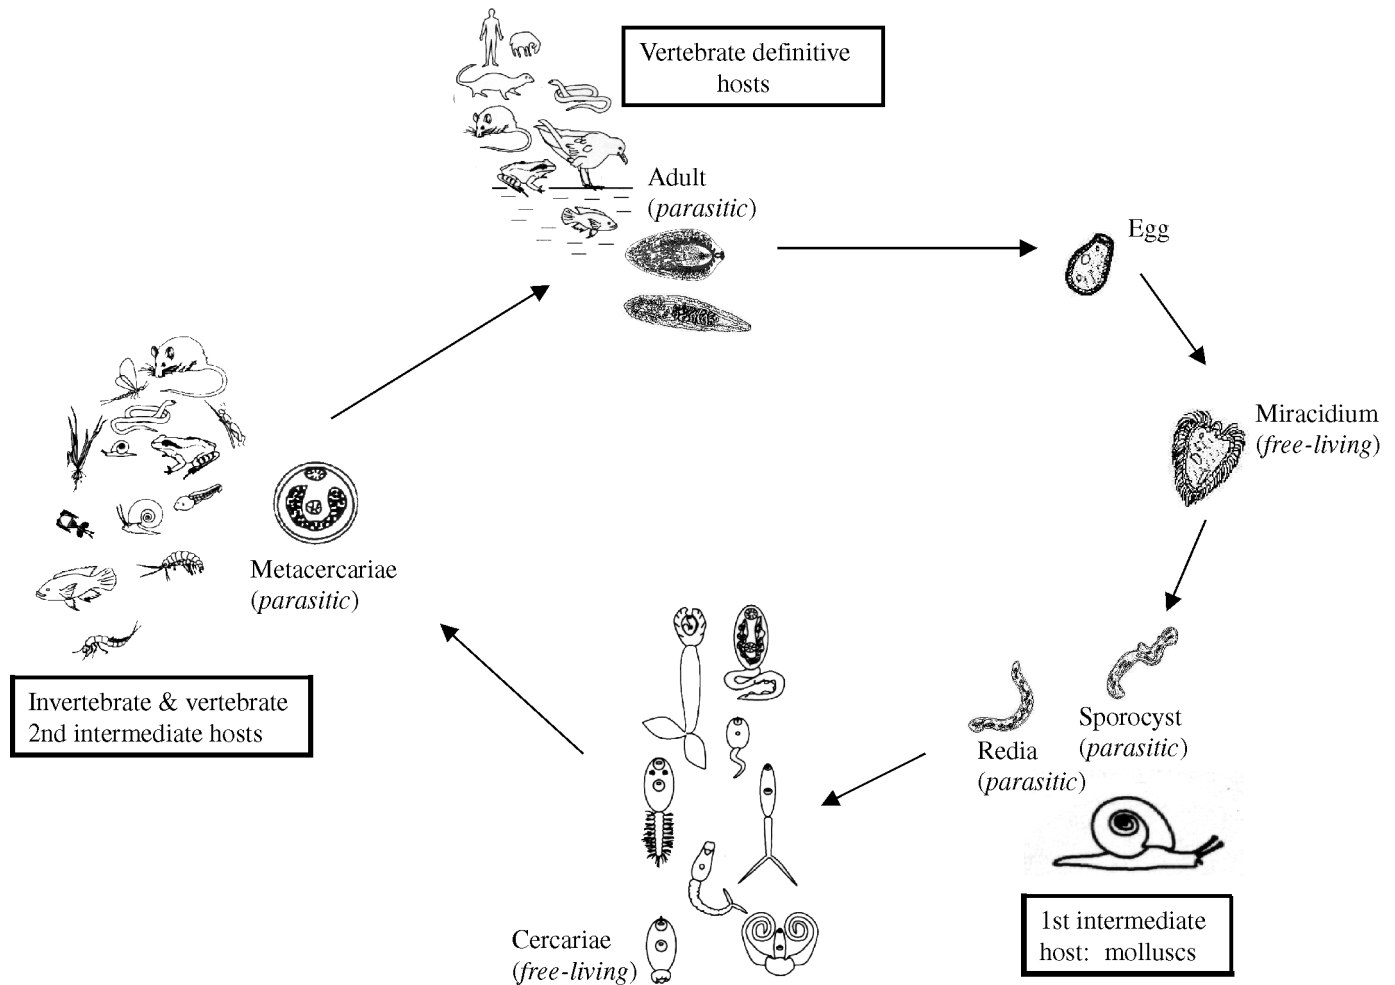 Vertebrate definitive
hosts
Adult
(parasitic)
Egg
Miracidium
(free-living)
Sporocyst
(parasitic)
Redia
(parasitic)
1st intermediate
host: molluscs
Cercariae
(free-living)
Metacercariae
(parasitic)
Invertebrate & vertebrate
2nd intermediate hosts